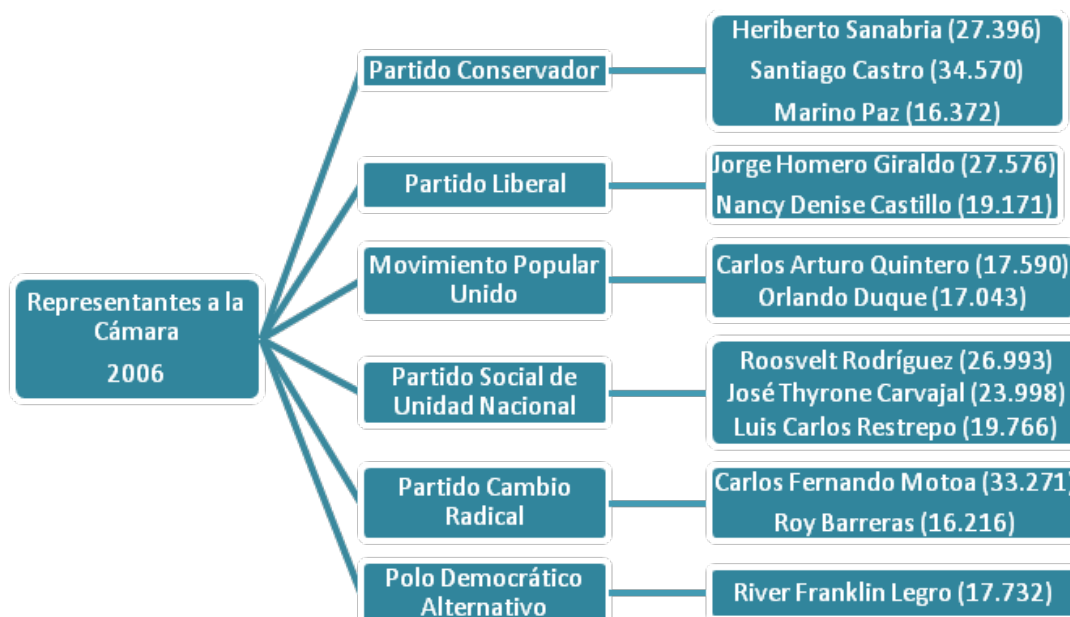 Representantes a la
Cámara
2006
Partido Conservador
Heriberto Sanabria (27.396)
Santiago Castro (34.570)
Marino Paz (16.372)
Partido Liberal
Jorge Homero Giraldo (27.576)
Nancy Denise Castillo (19.171)
Movimiento Popular
Unido
Carlos Arturo Quintero (17.590)
Orlando Duque (17.043)
Partido Social de
Unidad Nacional
Roosvelt Rodríguez (26.993)
José Thyrone Carvajal (23.998)
Luis Carlos Restrepo (19.766)
Partido Cambio
Radical
Carlos Fernando Motoa (33.271)
Roy Barreras (16.216)
Polo Democrático
Alternativo
River Franklin Legro (17.732)